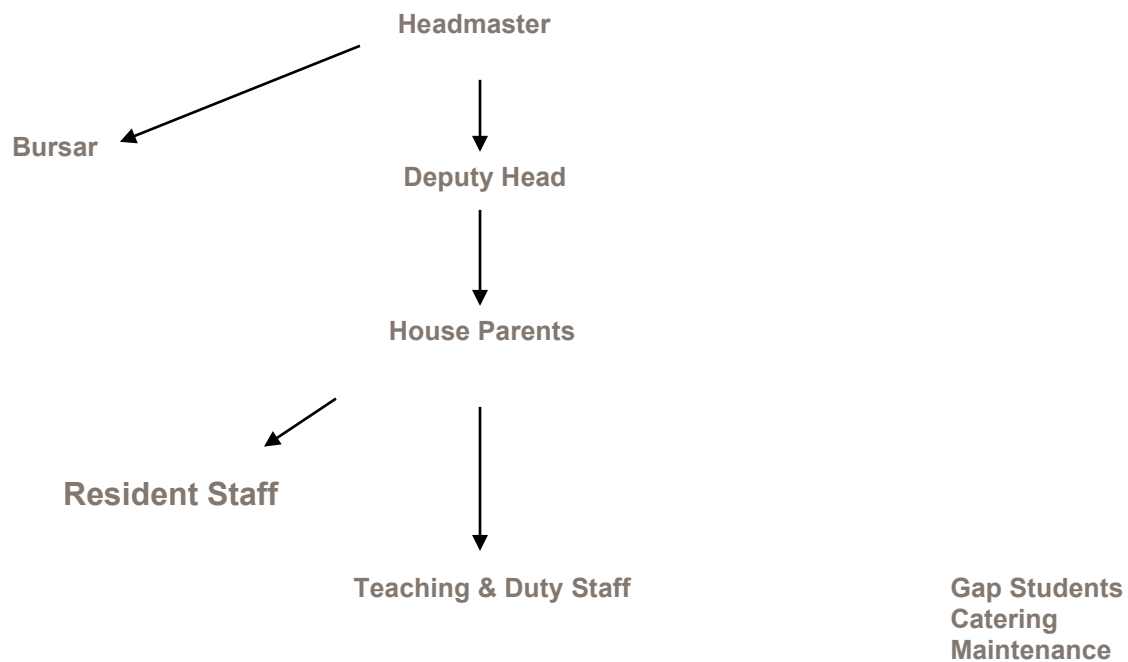 Headmaster
Bursar
Deputy Head
House Parents
Resident Staff
Teaching & Duty Staff
Gap Students
Catering
Maintenance